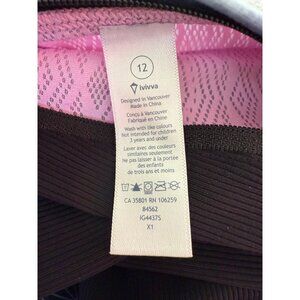 12
ivivva
Designed in Vancouver
Made in China
Conçu à Vancouver
Fabriqué en Chine
Wash with like colours
Not intended for children
3 years and under
Laver avec des couleurs
similaires seulement
Ne pas laisser à la portée
des enfants
de trois ans et moins
CA 35801 RN 106259
84562
IG4437S
X1